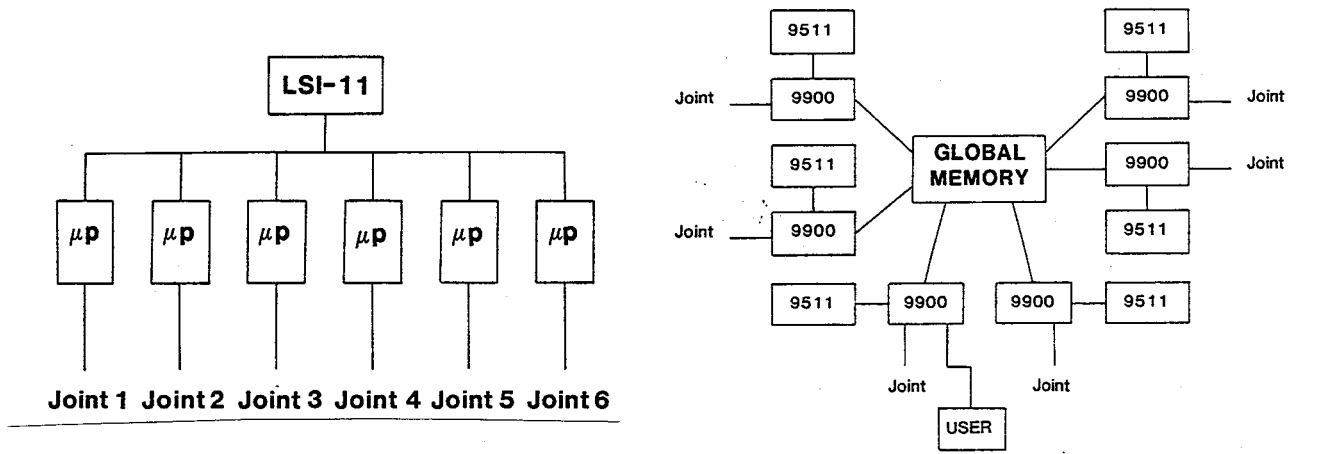 LSI-11
μp μp μp μp μp μp
Joint 1 Joint 2 Joint 3 Joint 4 Joint 5 Joint 6
9511 9511
Joint 9900 9900 Joint
GLOBAL
MEMORY
9511 9900 Joint
Joint 9900 9511
9511 9900 9900 9511
Joint Joint
USER